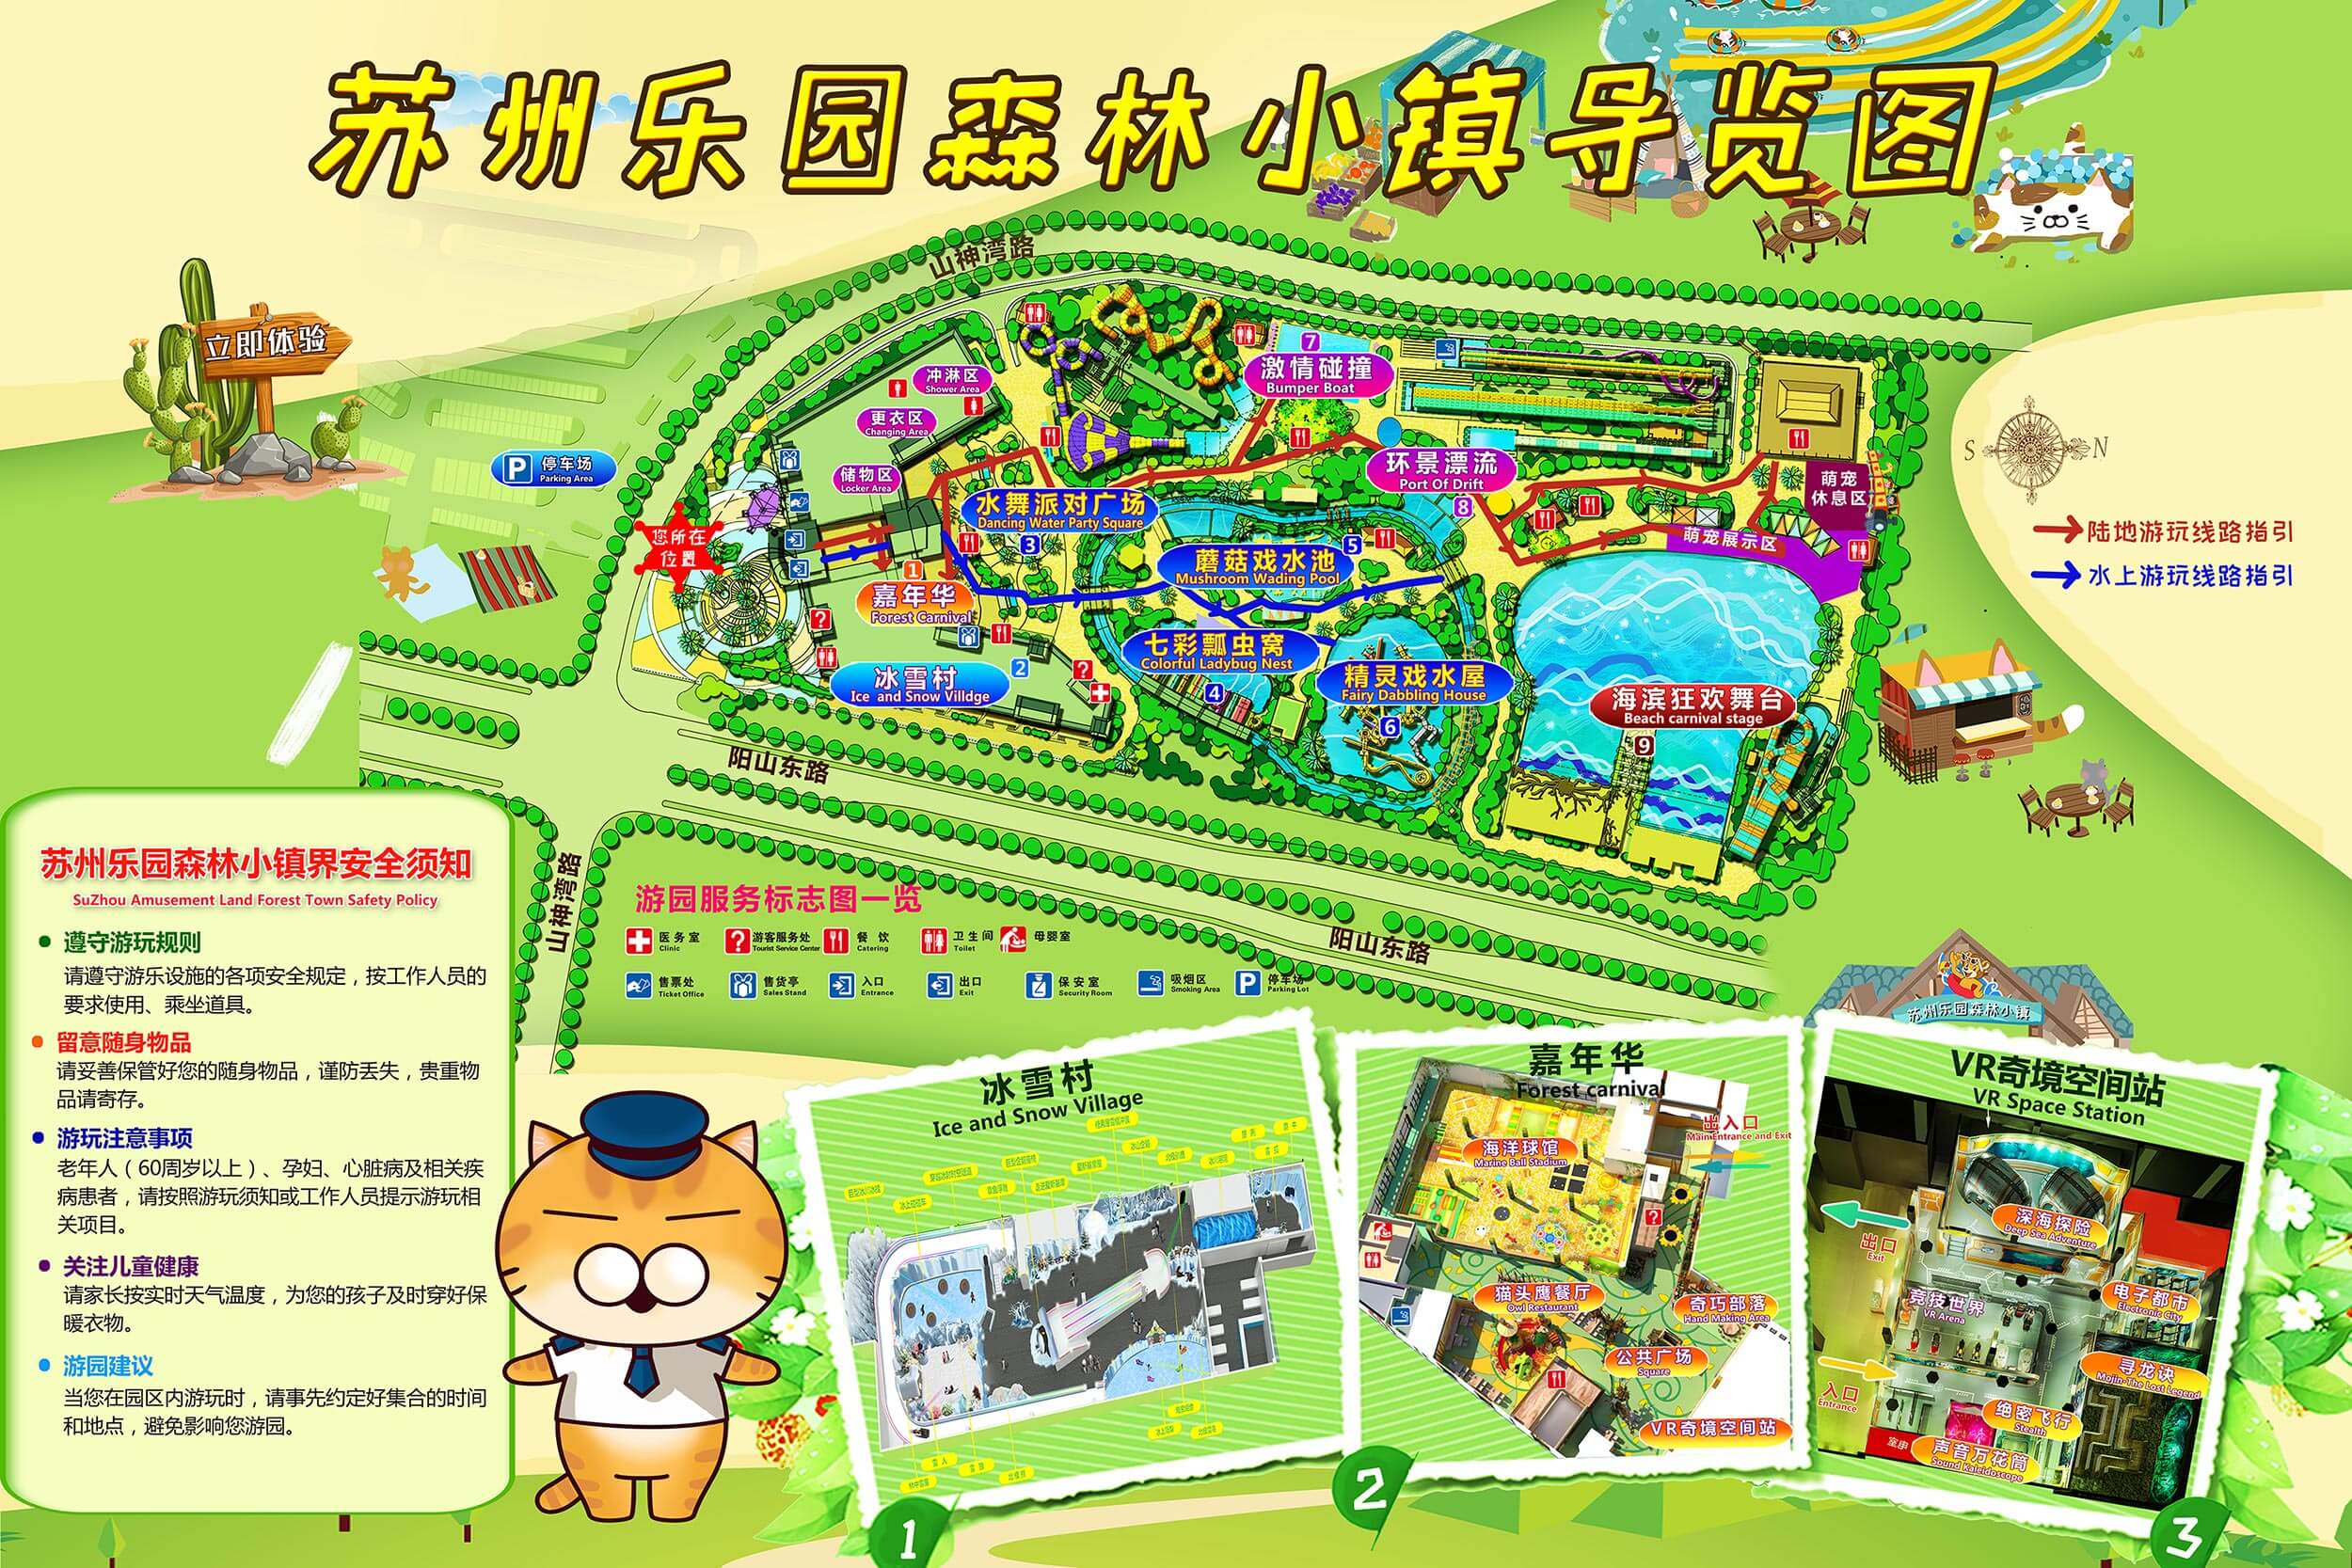 苏州乐园森林小镇导览图
山神湾路
立即体验
7
激情碰撞
Bumper Boat
冲淋区
Shower Area
更衣区
Changing Area
P 停车场
Parking Area
储物区
Locker Area
环景漂流
Port Of Drift
8
萌宠
休息区
萌宠展示区
S N
陆地游玩线路指引
水上游玩线路指引
您所在
位置
水舞派对广场
Dancing Water Party Square
3
蘑菇戏水池
5
Mushroom Wading Pool
1
嘉年华
Forest Carnival
七彩瓢虫窝
Colorful Ladybug Nest
4
冰雪村
2
Ice and Snow Villdge
精灵戏水屋
Fairy Dabbling House
6
海滨狂欢舞台
Beach carnival stage
9
阳山东路
山神湾路
阳山东路
苏州乐园森林小镇界安全须知
SuZhou Amusement Land Forest Town Safety Policy
遵守游玩规则
请遵守游乐设施的各项安全规定，按工作人员的
要求使用、乘坐道具。
留意随身物品
请妥善保管好您的随身物品，谨防丢失，贵重物
品请寄存。
游玩注意事项
老年人（60周岁以上）、孕妇、心脏病及相关疾
病患者，请按照游玩须知或工作人员提示游玩相
关项目。
关注儿童健康
请家长按实时天气温度，为您的孩子及时穿好保
暖衣物。
游园建议
当您在园区内游玩时，请事先约定好集合的时间
和地点，避免影响您游园。
游园服务标志图一览
医务室
Clinic
游客服务处
Tourist Service Center
餐饮
Catering
卫生间
Toilet
母婴室
售票处
Ticket Office
售货亭
Sales Stand
入口
Entrance
出口
Exit
保安室
Security Room
吸烟区
Smoking Area
P 停车场
Parking Lot
苏州乐园森林小镇
冰雪村
Ice and Snow Village
1
嘉年华
Forest carnival
出入口
Main Entrance and Exit
海洋球馆
Marine Ball Stadium
猫头鹰餐厅
Owl Restaurant
奇巧部落
Hand Making Area
公共广场
Square
VR奇境空间站
2
VR奇境空间站
VR Space Station
深海探险
Deep Sea Adventure
出口
Exit
竞技世界
VR Arena
电子都市
Electronic City
寻龙诀
Mojin-The Lost Legend
入口
Entrance
绝密飞行
Stealth
声音万花筒
Sound Kaleidoscope
3